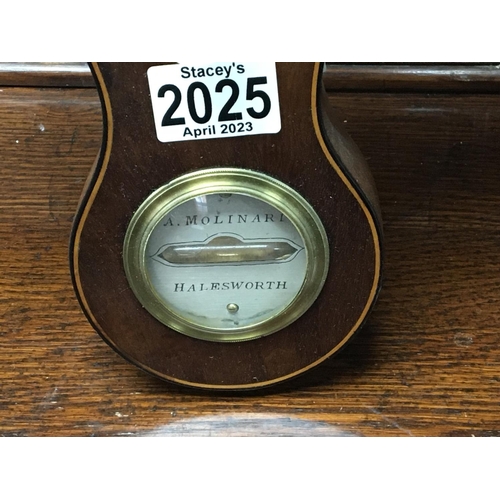 Stacey's
2025
April 2023
A. MOLINARI
HALESWORTH